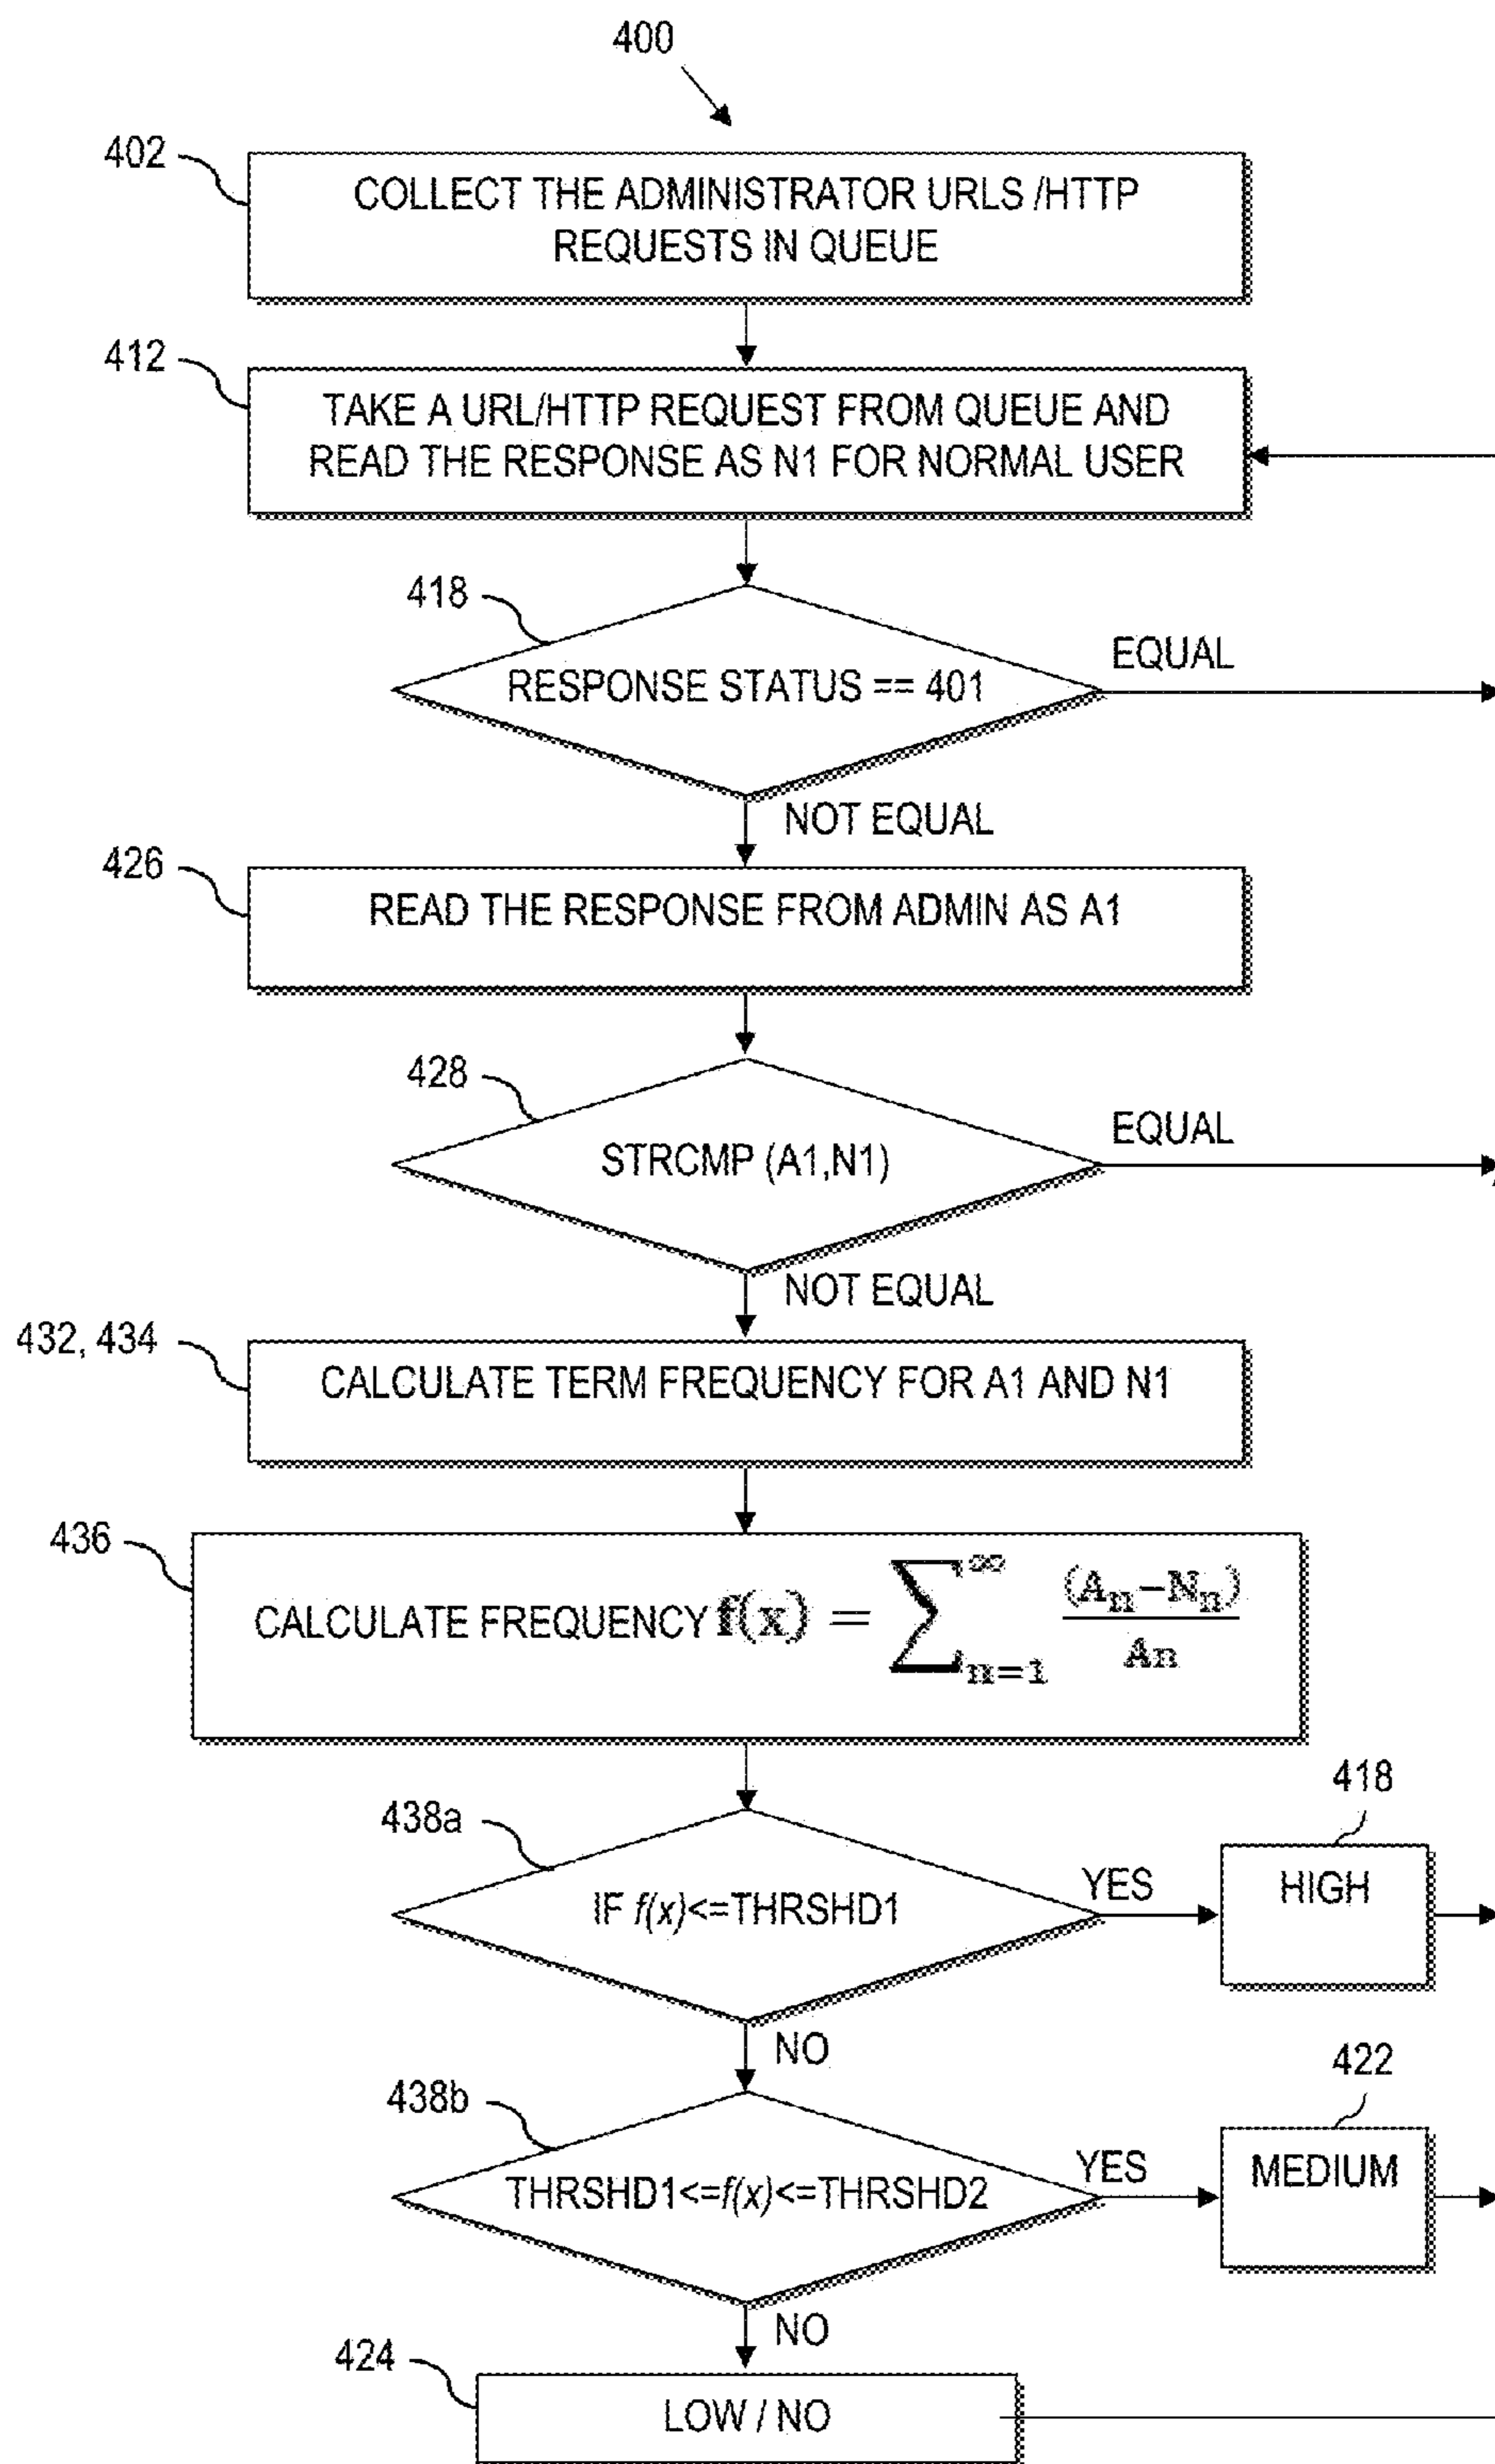 400
402
COLLECT THE ADMINISTRATOR URLS /HTTP
REQUESTS IN QUEUE
412
TAKE A URL/HTTP REQUEST FROM QUEUE AND
READ THE RESPONSE AS N1 FOR NORMAL USER
418
RESPONSE STATUS == 401
EQUAL
NOT EQUAL
426
READ THE RESPONSE FROM ADMIN AS A1
428
STRCMP (A1,N1)
EQUAL
NOT EQUAL
432, 434
CALCULATE TERM FREQUENCY FOR A1 AND N1
436
CALCULATE FREQUENCY f(x) = ∑_{n=1}^{∞} (A_n−N_n)/An
438a
IF f(x)<=THRSHD1
YES
418
HIGH
NO
438b
THRSHD1<=f(x)<=THRSHD2
YES
422
MEDIUM
NO
424
LOW / NO